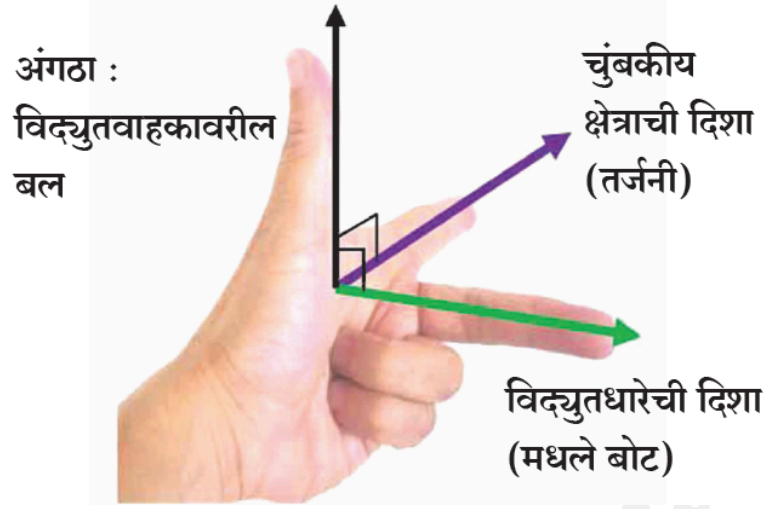 अंगठा :
विद्युतवाहकावरील
बल
चुंबकीय
क्षेत्राची दिशा
(तर्जनी)
विद्युतधारेची दिशा
(मधले बोट)